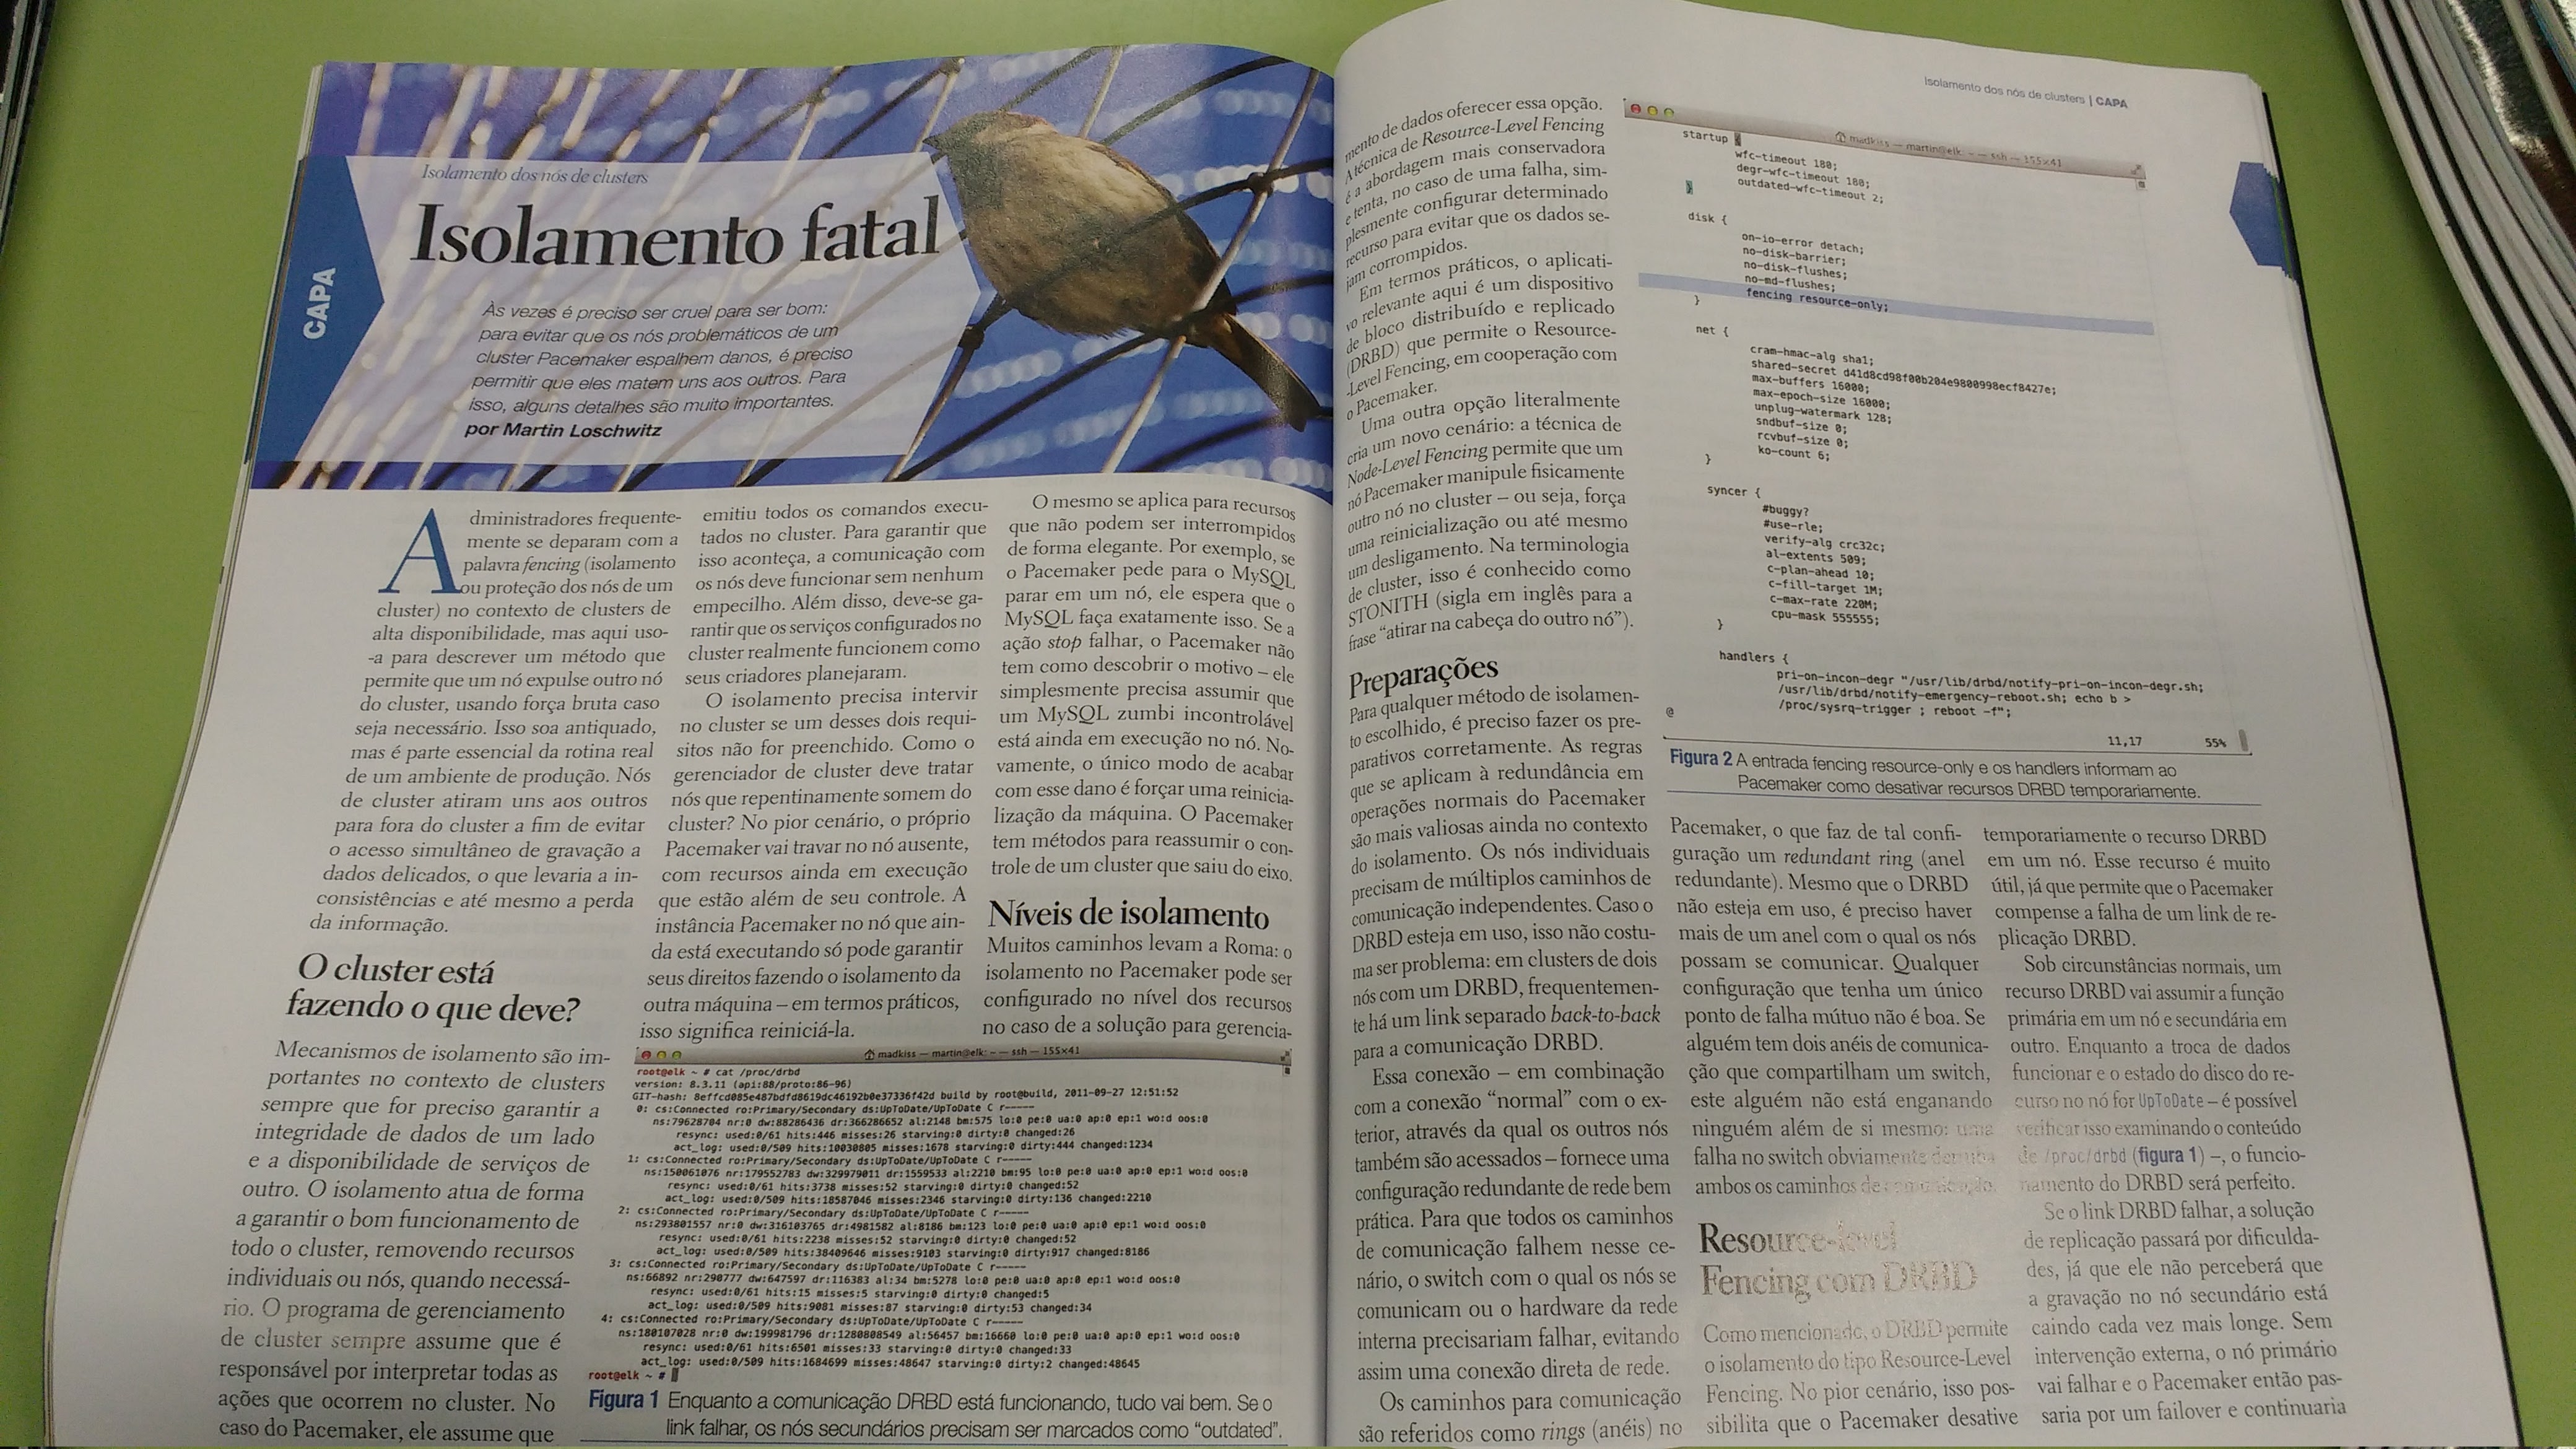 Isolamento dos nós de clusters
Isolamento fatal
CAPA
Às vezes é preciso ser cruel para ser bom:
para evitar que os nós problemáticos de um
cluster Pacemaker espalhem danos, é preciso
permitir que eles matem uns aos outros. Para
isso, alguns detalhes são muito importantes.
por Martin Loschwitz
Administradores frequente-
mente se deparam com a
palavra fencing (isolamento
ou proteção dos nós de um
cluster) no contexto de clusters de
alta disponibilidade, mas aqui uso-
-a para descrever um método que
permite que um nó expulse outro nó
do cluster, usando força bruta caso
seja necessário. Isso soa antiquado,
mas é parte essencial da rotina real
de um ambiente de produção. Nós
de cluster atiram uns aos outros
para fora do cluster a fim de evitar
o acesso simultâneo de gravação a
dados delicados, o que levaria a in-
consistências e até mesmo a perda
da informação.
O cluster está
fazendo o que deve?
Mecanismos de isolamento são im-
portantes no contexto de clusters
sempre que for preciso garantir a
integridade de dados de um lado
e a disponibilidade de serviços de
outro. O isolamento atua de forma
a garantir o bom funcionamento de
todo o cluster, removendo recursos
individuais ou nós, quando necessá-
rio. O programa de gerenciamento
de cluster sempre assume que é
responsável por interpretar todas as
ações que ocorrem no cluster. No
caso do Pacemaker, ele assume que
emitiu todos os comandos execu-
tados no cluster. Para garantir que
isso aconteça, a comunicação com
os nós deve funcionar sem nenhum
empecilho. Além disso, deve-se ga-
rantir que os serviços configurados no
cluster realmente funcionem como
seus criadores planejaram.
O isolamento precisa intervir
no cluster se um desses dois requi-
sitos não for preenchido. Como o
gerenciador de cluster deve tratar
nós que repentinamente somem do
cluster? No pior cenário, o próprio
Pacemaker vai travar no nó ausente,
com recursos ainda em execução
que estão além de seu controle. A
instância Pacemaker no nó que ain-
da está executando só pode garantir
seus direitos fazendo o isolamento da
outra máquina – em termos práticos,
isso significa reiniciá-la.
O mesmo se aplica para recursos
que não podem ser interrompidos
de forma elegante. Por exemplo, se
o Pacemaker pede para o MySQL
parar em um nó, ele espera que o
MySQL faça exatamente isso. Se a
ação stop falhar, o Pacemaker não
tem como descobrir o motivo – ele
simplesmente precisa assumir que
um MySQL zumbi incontrolável
está ainda em execução no nó. No-
vamente, o único modo de acabar
com esse dano é forçar uma reinicia-
lização da máquina. O Pacemaker
tem métodos para reassumir o con-
trole de um cluster que saiu do eixo.
Níveis de isolamento
Muitos caminhos levam a Roma: o
isolamento no Pacemaker pode ser
configurado no nível dos recursos
no caso de a solução para gerencia-
madkiss — martin@elk: ~ — ssh — 155×41
root@elk ~ # cat /proc/drbd
version: 8.3.11 (api:88/proto:86-96)
GIT-hash: 8effcd085e487bdfd8619dc46192b0e37336f42d build by root@build, 2011-09-27 12:51:52
0: cs:Connected ro:Primary/Secondary ds:UpToDate/UpToDate C r-----
ns:79628704 nr:0 dw:88286436 dr:366286652 al:2148 bm:575 lo:0 pe:0 ua:0 ap:0 ep:1 wo:d oos:0
resync: used:0/61 hits:446 misses:26 starving:0 dirty:0 changed:26
act_log: used:0/509 hits:10030805 misses:1678 starving:0 dirty:444 changed:1234
1: cs:Connected ro:Primary/Secondary ds:UpToDate/UpToDate C r-----
ns:150061076 nr:179552783 dw:329979011 dr:1559533 al:2210 bm:95 lo:0 pe:0 ua:0 ap:0 ep:1 wo:d oos:0
resync: used:0/61 hits:3738 misses:52 starving:0 dirty:0 changed:52
act_log: used:0/509 hits:18587046 misses:2346 starving:0 dirty:136 changed:2210
2: cs:Connected ro:Primary/Secondary ds:UpToDate/UpToDate C r-----
ns:293801557 nr:0 dw:316103765 dr:4981582 al:8186 bm:123 lo:0 pe:0 ua:0 ap:0 ep:1 wo:d oos:0
resync: used:0/61 hits:2238 misses:52 starving:0 dirty:0 changed:52
act_log: used:0/509 hits:38409646 misses:9103 starving:0 dirty:917 changed:8186
3: cs:Connected ro:Primary/Secondary ds:UpToDate/UpToDate C r-----
ns:66892 nr:290777 dw:647597 dr:116383 al:34 bm:5278 lo:0 pe:0 ua:0 ap:0 ep:1 wo:d oos:0
resync: used:0/61 hits:15 misses:5 starving:0 dirty:0 changed:5
act_log: used:0/509 hits:9081 misses:87 starving:0 dirty:53 changed:34
4: cs:Connected ro:Primary/Secondary ds:UpToDate/UpToDate C r-----
ns:180107028 nr:0 dw:199981796 dr:1280808549 al:56457 bm:16660 lo:0 pe:0 ua:0 ap:0 ep:1 wo:d oos:0
resync: used:0/61 hits:6501 misses:33 starving:0 dirty:0 changed:33
act_log: used:0/509 hits:1684699 misses:48647 starving:0 dirty:2 changed:48645
root@elk ~ #
Figura 1 Enquanto a comunicação DRBD está funcionando, tudo vai bem. Se o
link falhar, os nós secundários precisam ser marcados como “outdated”.
Isolamento dos nós de clusters | CAPA
mento de dados oferecer essa opção.
A técnica de Resource-Level Fencing
é a abordagem mais conservadora
e tenta, no caso de uma falha, sim-
plesmente configurar determinado
recurso para evitar que os dados se-
jam corrompidos.
Em termos práticos, o aplicati-
vo relevante aqui é um dispositivo
de bloco distribuído e replicado
(DRBD) que permite o Resource-
-Level Fencing, em cooperação com
o Pacemaker.
Uma outra opção literalmente
cria um novo cenário: a técnica de
Node-Level Fencing permite que um
nó Pacemaker manipule fisicamente
outro nó no cluster – ou seja, força
uma reinicialização ou até mesmo
um desligamento. Na terminologia
de cluster, isso é conhecido como
STONITH (sigla em inglês para a
frase “atirar na cabeça do outro nó”).
Preparações
Para qualquer método de isolamen-
to escolhido, é preciso fazer os pre-
parativos corretamente. As regras
que se aplicam à redundância em
operações normais do Pacemaker
são mais valiosas ainda no contexto
do isolamento. Os nós individuais
precisam de múltiplos caminhos de
comunicação independentes. Caso o
DRBD esteja em uso, isso não costu-
ma ser problema: em clusters de dois
nós com um DRBD, frequentemen-
te há um link separado back-to-back
para a comunicação DRBD.
Essa conexão – em combinação
com a conexão “normal” com o ex-
terior, através da qual os outros nós
também são acessados – fornece uma
configuração redundante de rede bem
prática. Para que todos os caminhos
de comunicação falhem nesse ce-
nário, o switch com o qual os nós se
comunicam ou o hardware da rede
interna precisariam falhar, evitando
assim uma conexão direta de rede.
Os caminhos para comunicação
são referidos como rings (anéis) no
madkiss — martin@elk: ~ — ssh — 155×41
startup {
wfc-timeout 180;
degr-wfc-timeout 180;
outdated-wfc-timeout 2;
}
disk {
on-io-error detach;
no-disk-barrier;
no-disk-flushes;
no-md-flushes;
fencing resource-only;
}
net {
cram-hmac-alg sha1;
shared-secret d41d8cd98f00b204e9800998ecf8427e;
max-buffers 16000;
max-epoch-size 16000;
unplug-watermark 128;
sndbuf-size 0;
rcvbuf-size 0;
ko-count 6;
}
syncer {
#buggy?
#use-rle;
verify-alg crc32c;
al-extents 509;
c-plan-ahead 10;
c-fill-target 1M;
c-max-rate 220M;
cpu-mask 555555;
}
handlers {
pri-on-incon-degr "/usr/lib/drbd/notify-pri-on-incon-degr.sh;
/usr/lib/drbd/notify-emergency-reboot.sh; echo b >
/proc/sysrq-trigger ; reboot -f";
@
11,17 55%
Figura 2 A entrada fencing resource-only e os handlers informam ao
Pacemaker como desativar recursos DRBD temporariamente.
Pacemaker, o que faz de tal confi-
guração um redundant ring (anel
redundante). Mesmo que o DRBD
não esteja em uso, é preciso haver
mais de um anel com o qual os nós
possam se comunicar. Qualquer
configuração que tenha um único
ponto de falha mútuo não é boa. Se
alguém tem dois anéis de comunica-
ção que compartilham um switch,
este alguém não está enganando
ninguém além de si mesmo: uma
falha no switch obviamente derruba
ambos os caminhos de comunicação.
Resource-level
Fencing com DRBD
Como mencionado, o DRBD permite
o isolamento do tipo Resource-Level
Fencing. No pior cenário, isso pos-
sibilita que o Pacemaker desative
temporariamente o recurso DRBD
em um nó. Esse recurso é muito
útil, já que permite que o Pacemaker
compense a falha de um link de re-
plicação DRBD.
Sob circunstâncias normais, um
recurso DRBD vai assumir a função
primária em um nó e secundária em
outro. Enquanto a troca de dados
funcionar e o estado do disco do re-
curso no nó for UpToDate – é possível
verificar isso examinando o conteúdo
de /proc/drbd (figura 1) –, o funcio-
namento do DRBD será perfeito.
Se o link DRBD falhar, a solução
de replicação passará por dificulda-
des, já que ele não perceberá que
a gravação no nó secundário está
caindo cada vez mais longe. Sem
intervenção externa, o nó primário
vai falhar e o Pacemaker então pas-
saria por um failover e continuaria